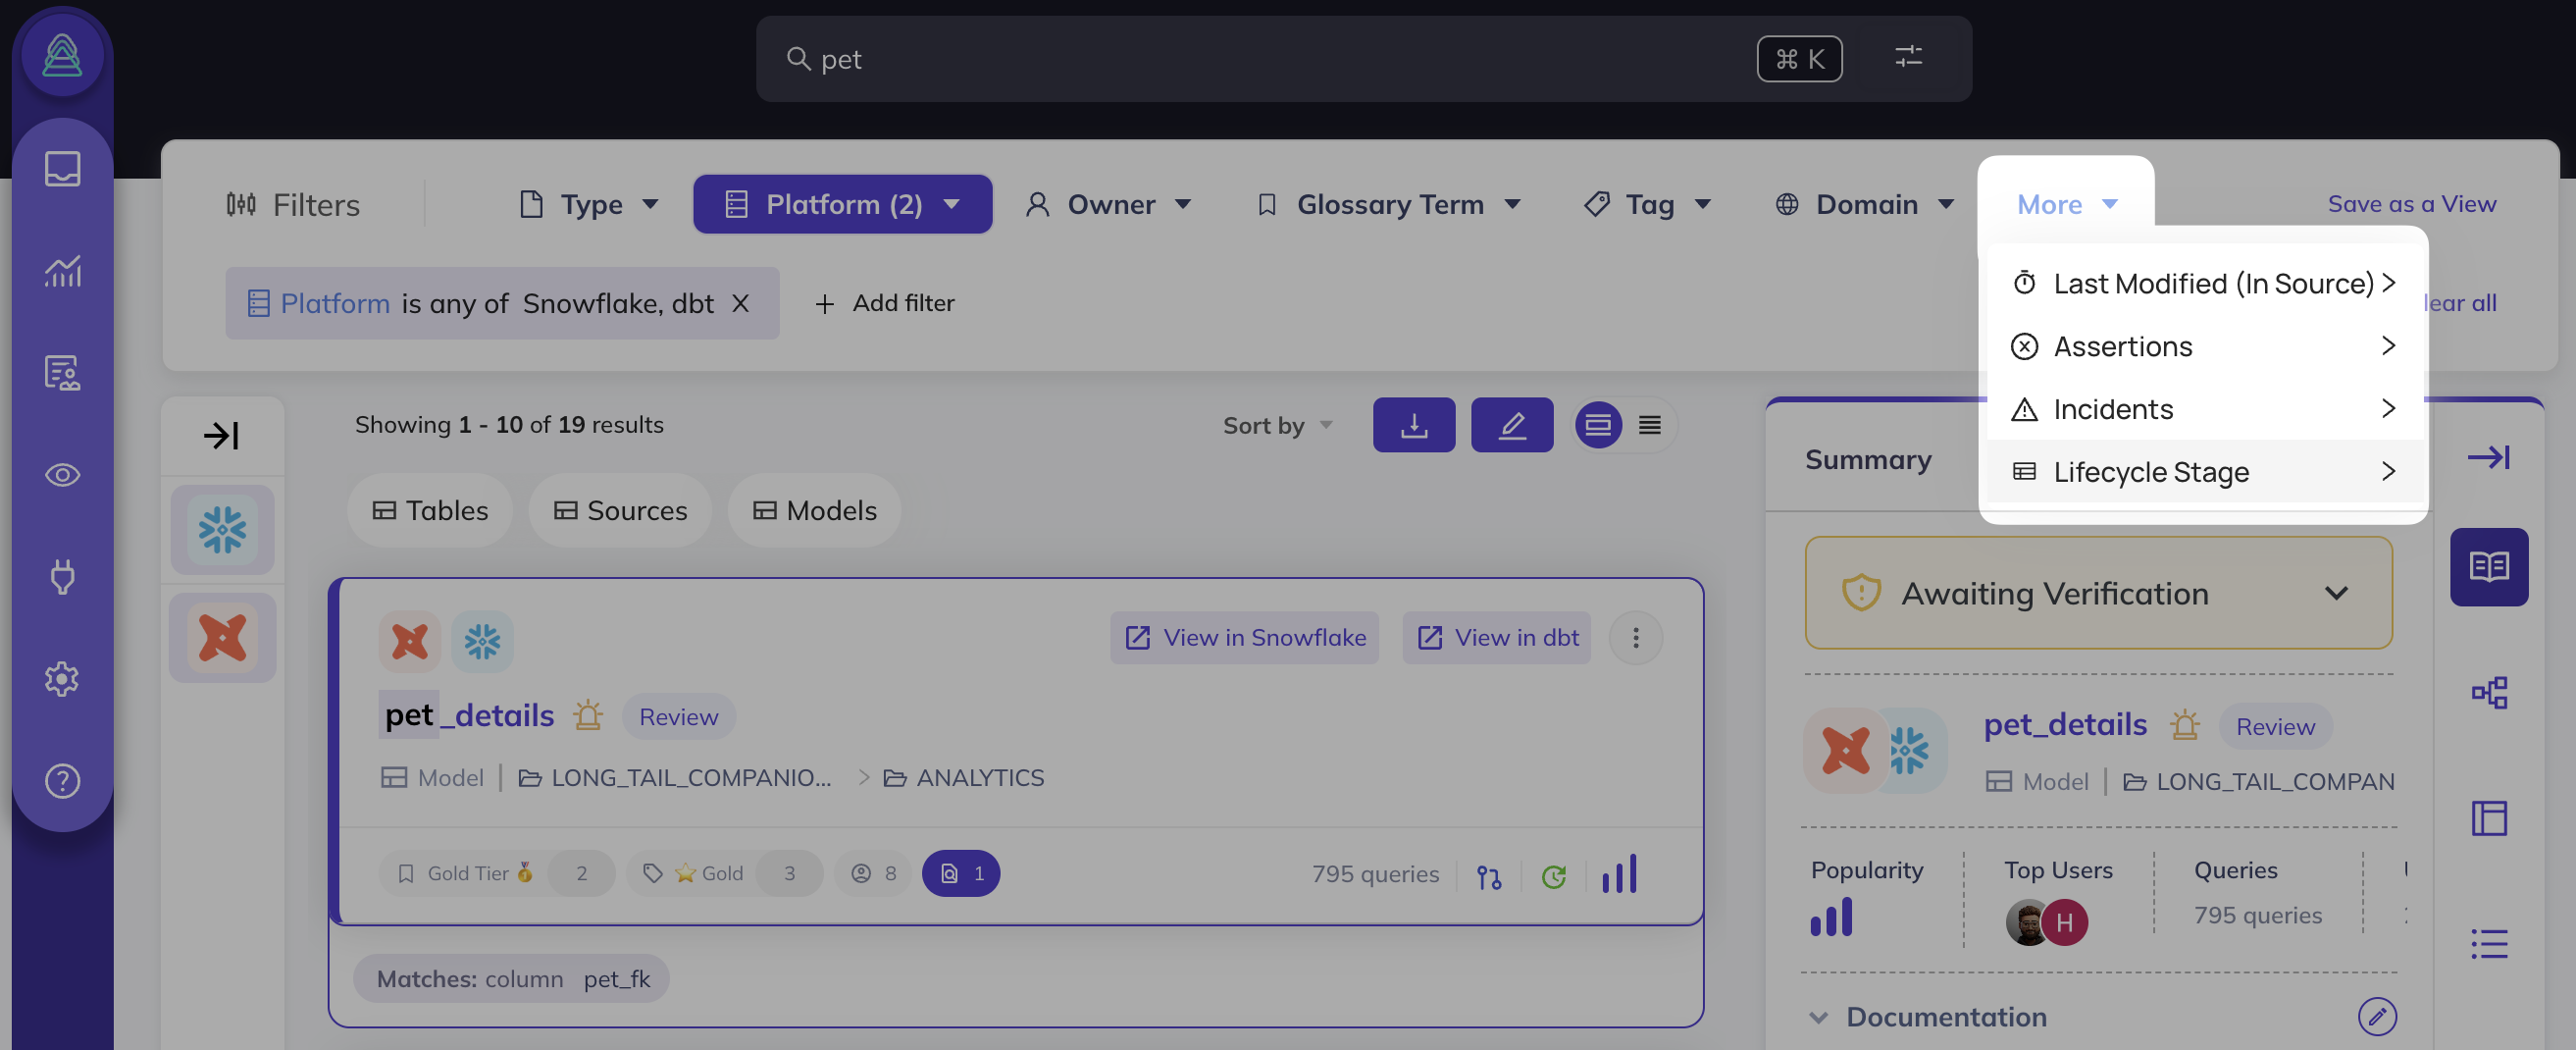 pet
⌘ K
Filters
Type
Platform (2)
Owner
Glossary Term
Tag
Domain
More
Save as a View
Platform is any of Snowflake, dbt X
+ Add filter
lear all
Last Modified (In Source)
Assertions
Incidents
Lifecycle Stage
Showing 1 - 10 of 19 results
Sort by
Tables
Sources
Models
View in Snowflake
View in dbt
pet_details
Review
Model
LONG_TAIL_COMPANIO...
> ANALYTICS
Gold Tier 🥇 2
⭐ Gold 3
8
1
795 queries
Matches: column pet_fk
Summary
Awaiting Verification
pet_details
Review
Model
LONG_TAIL_COMPAN
Popularity
Top Users
H
Queries
795 queries
Documentation